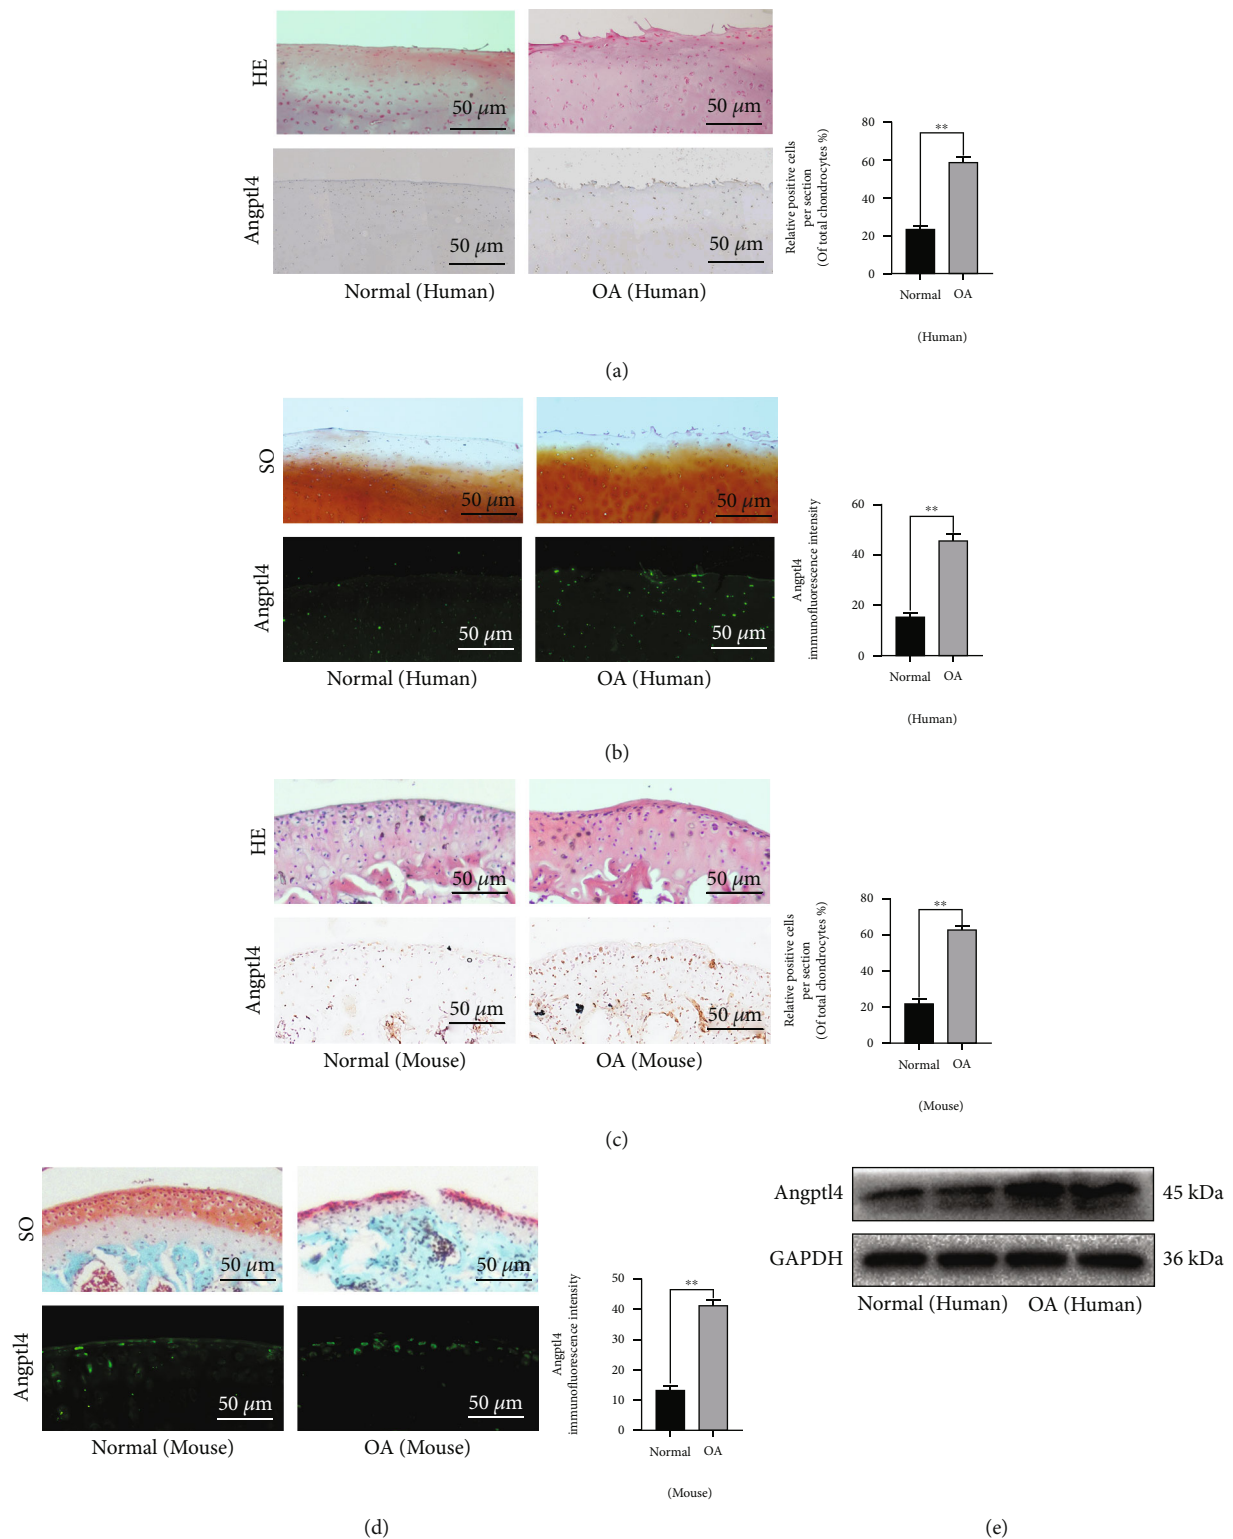 HE
50 μm
50 μm
Angptl4
50 μm
50 μm
Normal (Human)
OA (Human)
Relative positive cells
per section
(Of total chondrocytes %)
80
60
40
20
0
**
Normal
OA
(Human)
(a)
SO
50 μm
50 μm
Angptl4
50 μm
50 μm
Normal (Human)
OA (Human)
Angptl4
immunofluorescence intensity
60
40
20
0
**
Normal
OA
(Human)
(b)
HE
50 μm
50 μm
Angptl4
50 μm
50 μm
Normal (Mouse)
OA (Mouse)
Relative positive cells
per section
(Of total chondrocytes %)
80
60
40
20
0
**
Normal
OA
(Mouse)
(c)
SO
50 μm
50 μm
Angptl4
50 μm
50 μm
Normal (Mouse)
OA (Mouse)
Angptl4
immunofluorescence intensity
50
40
30
20
10
0
**
Normal
OA
(Mouse)
(d)
Angptl4
45 kDa
GAPDH
36 kDa
Normal (Human)
OA (Human)
(e)